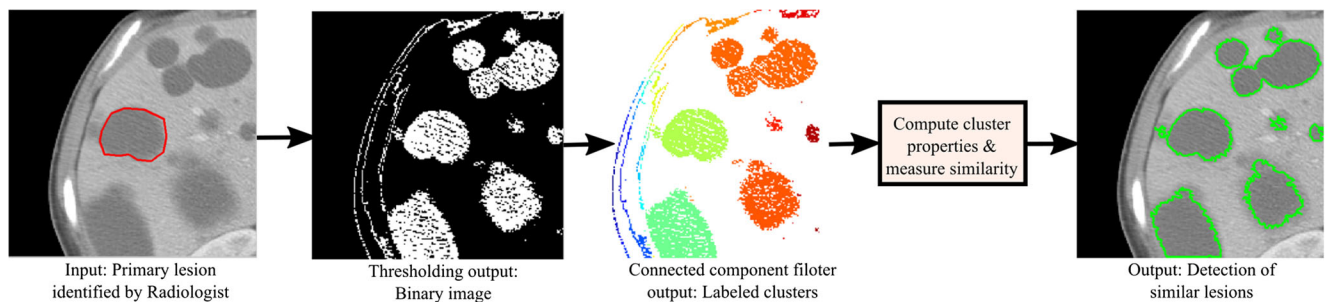 Input: Primary lesion
identified by Radiologist
Thresholding output:
Binary image
Connected component filoter
output: Labeled clusters
Compute cluster
properties &
measure similarity
Output: Detection of
similar lesions